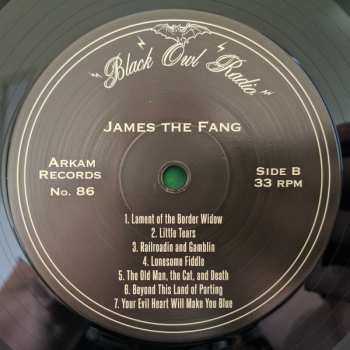 Black Owl Radio
James the Fang
Arkam
Records
No. 86
Side B
33 rpm
1. Lament of the Border Widow
2. Little Tears
3. Railroadin and Gamblin
4. Lonesome Fiddle
5. The Old Man, the Cat, and Death
6. Beyond This Land of Parting
7. Your Evil Heart Will Make You Blue